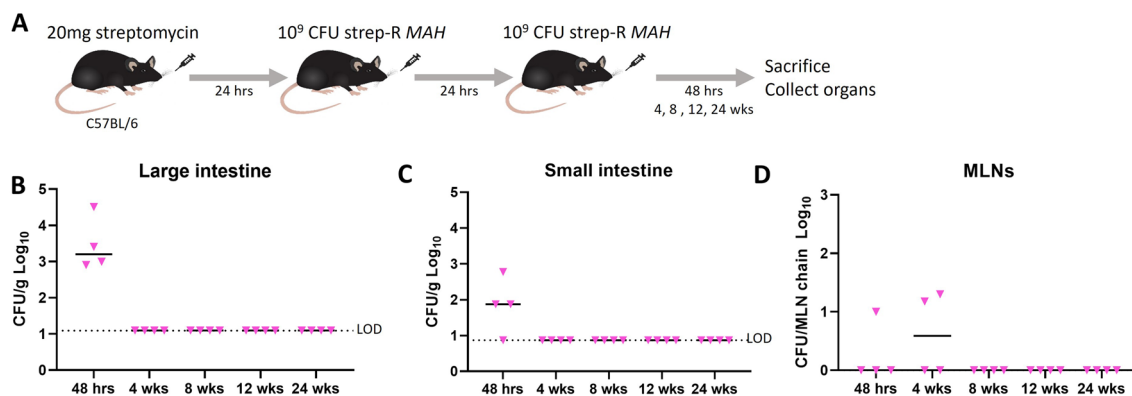 A
20mg streptomycin
10⁹ CFU strep-R MAH
10⁹ CFU strep-R MAH
24 hrs
24 hrs
48 hrs
4, 8 , 12, 24 wks
Sacrifice
Collect organs
C57BL/6
B
Large intestine
CFU/g Log₁₀
5
4
3
2
1
0
LOD
48 hrs 4 wks 8 wks 12 wks 24 wks
C
Small intestine
CFU/g Log₁₀
5
4
3
2
1
0
LOD
48 hrs 4 wks 8 wks 12 wks 24 wks
D
MLNs
CFU/MLN chain Log₁₀
3
2
1
0
48 hrs 4 wks 8 wks 12 wks 24 wks